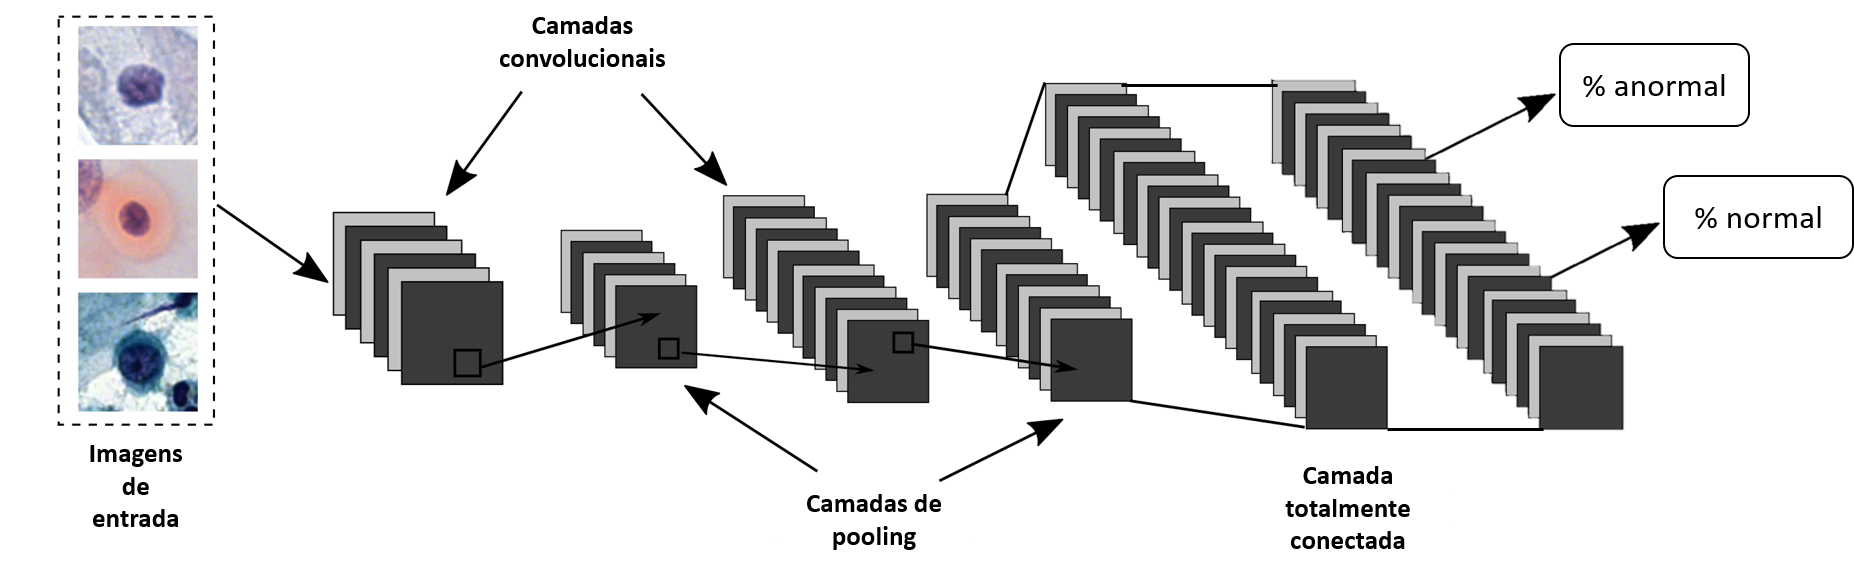 Camadas
convolucionais
% anormal
% normal
Imagens
de
entrada
Camadas de
pooling
Camada
totalmente
conectada